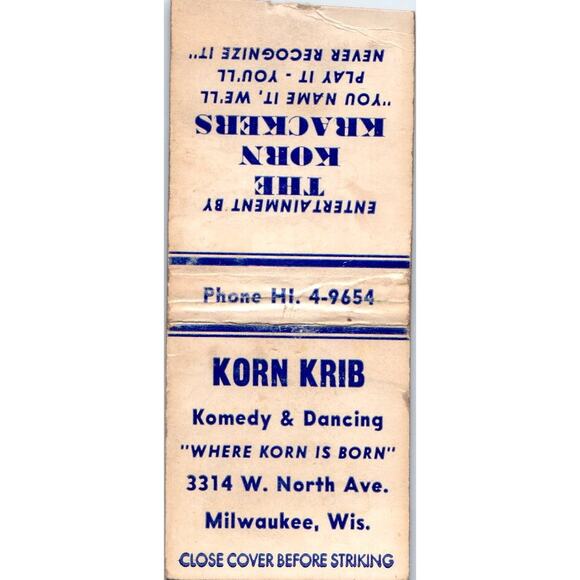 ENTERTAINMENT BY
THE
KORN
KRACKERS
"YOU NAME IT, WE'LL
PLAY IT - YOU'LL
NEVER RECOGNIZE IT"
Phone HI. 4-9654
KORN KRIB
Komedy & Dancing
"WHERE KORN IS BORN"
3314 W. North Ave.
Milwaukee, Wis.
CLOSE COVER BEFORE STRIKING